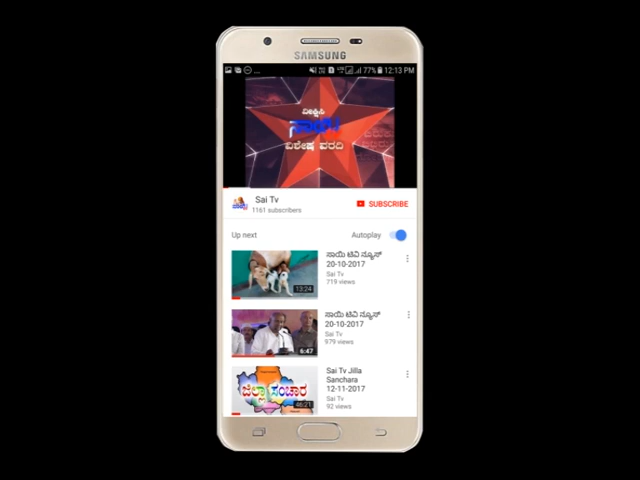 SAMSUNG
77% 12:13 PM
ವೀಕ್ಷಿಸಿ
ವಿಶೇಷ ವರದಿ
Sai Tv
1161 subscribers
SUBSCRIBE
Up next
Autoplay
13:24
ಸಾಯಿ ಟಿವಿ ನ್ಯೂಸ್
20-10-2017
Sai Tv
719 views
6:47
ಸಾಯಿ ಟಿವಿ ನ್ಯೂಸ್
20-10-2017
Sai Tv
979 views
ಜಿಲ್ಲಾ ಸಂಚಾರ
46:21
Sai Tv Jilla
Sanchara
12-11-2017
Sai Tv
92 views